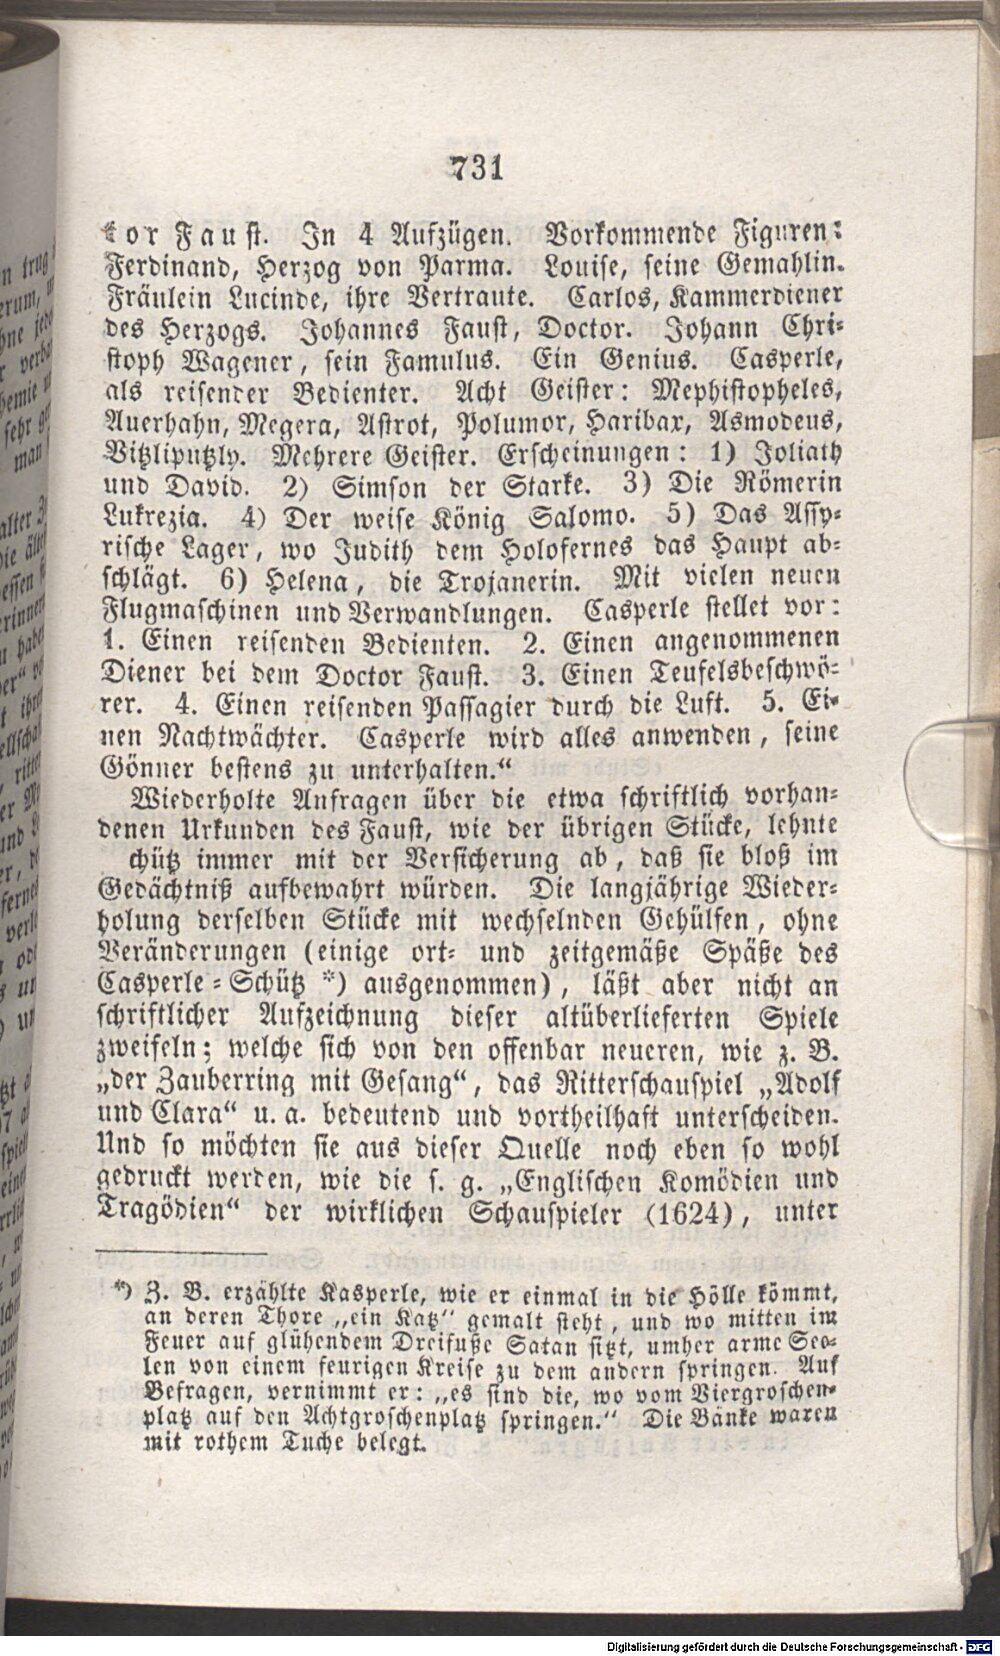 731
tor Faust. In 4 Aufzügen. Vorkommende Figuren:
Ferdinand, Herzog von Parma. Louise, seine Gemahlin.
Fräulein Lucinde, ihre Vertraute. Carlos, Kammerdiener
des Herzogs. Johannes Faust, Doctor. Johann Chri-
stoph Wagener, sein Famulus. Ein Genius. Casperle,
als reisender Bedienter. Acht Geister: Mephistopheles,
Auerhahn, Megera, Astrot, Polumor, Haribax, Asmodeus,
Vitzliputzly. Mehrere Geister. Erscheinungen: 1) Joliath
und David. 2) Simson der Starke. 3) Die Römerin
Lukrezia. 4) Der weise König Salomo. 5) Das Assy-
rische Lager, wo Judith dem Holofernes das Haupt ab-
schlägt. 6) Helena, die Trojanerin. Mit vielen neuen
Flugmaschinen und Verwandlungen. Casperle stellet vor:
1. Einen reisenden Bedienten. 2. Einen angenommenen
Diener bei dem Doctor Faust. 3. Einen Teufelsbeschwö-
rer. 4. Einen reisenden Passagier durch die Luft. 5. Ei-
nen Nachtwächter. Casperle wird alles anwenden, seine
Gönner bestens zu unterhalten.“
Wiederholte Anfragen über die etwa schriftlich vorhan-
denen Urkunden des Faust, wie der übrigen Stücke, lehnte
chütz immer mit der Versicherung ab, daß sie bloß im
Gedächtniß aufbewahrt würden. Die langjährige Wieder-
holung derselben Stücke mit wechselnden Gehülfen, ohne
Veränderungen (einige ort- und zeitgemäße Späße des
Casperle-Schütz *) ausgenommen), läßt aber nicht an
schriftlicher Aufzeichnung dieser altüberlieferten Spiele
zweifeln; welche sich von den offenbar neueren, wie z. B.
„der Zauberring mit Gesang“, das Ritterschauspiel „Adolf
und Clara“ u. a. bedeutend und vortheilhaft unterscheiden.
Und so möchten sie aus dieser Quelle noch eben so wohl
gedruckt werden, wie die s. g. „Englischen Komödien und
Tragödien“ der wirklichen Schauspieler (1624), unter
*) Z. B. erzählte Kasperle, wie er einmal in die Hölle kömmt,
an deren Thore „ein Katz“ gemalt steht, und wo mitten im
Feuer auf glühendem Dreifuße Satan sitzt, umher arme See-
len von einem feurigen Kreise zu dem andern springen. Auf
Befragen, vernimmt er: „es sind die, wo vom Viergroschen-
platz auf den Achtgroschenplatz springen.“ Die Bänke waren
mit rothem Tuche belegt.
Digitalisierung gefördert durch die Deutsche Forschungsgemeinschaft - DFG